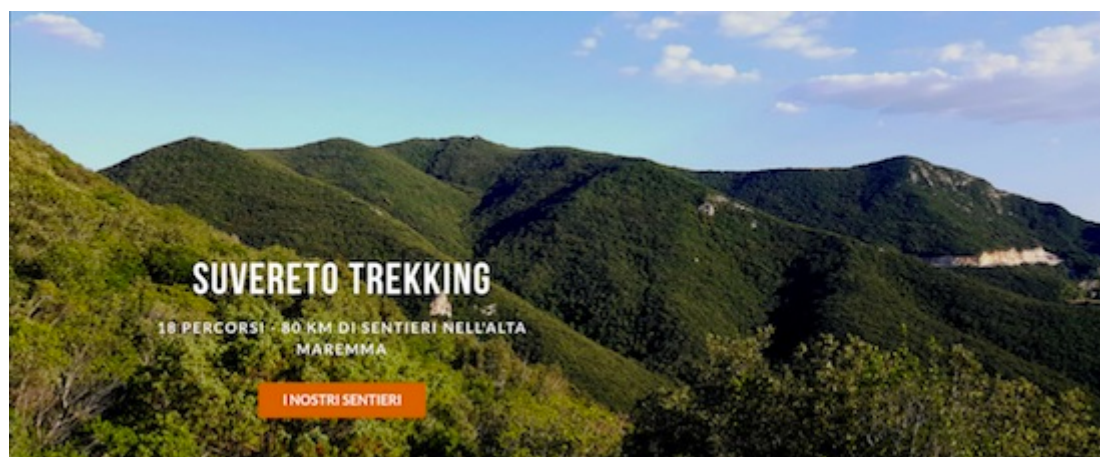 SUVERETO TREKKING
18 PERCORSI - 80 KM DI SENTIERI NELL'ALTA
MAREMMA
I NOSTRI SENTIERI